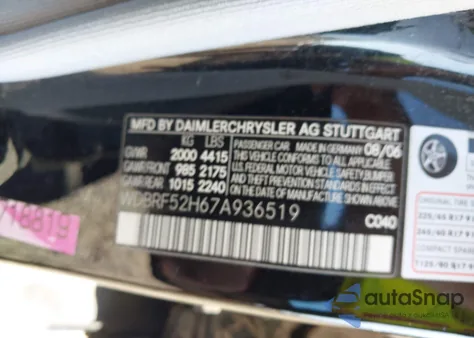 MFD BY DAIMLERCHRYSLER AG STUTTGART
KG LBS
GVWR 2000 4415
GAWR FRONT 985 2175
GAWR REAR 1015 2240
PASSENGER CAR MADE IN GERMANY 08/06
THIS VEHICLE CONFORMS TO ALL APPLICABLE
U.S. FEDERAL MOTOR VEHICLE SAFETY BUMPER
AND THEFT PREVENTION STANDARDS IN EFFECT
ON THE DATE OF MANUFACTURE SHOWN ABOVE
WDBRF52H67A936519
C040
autoSnap